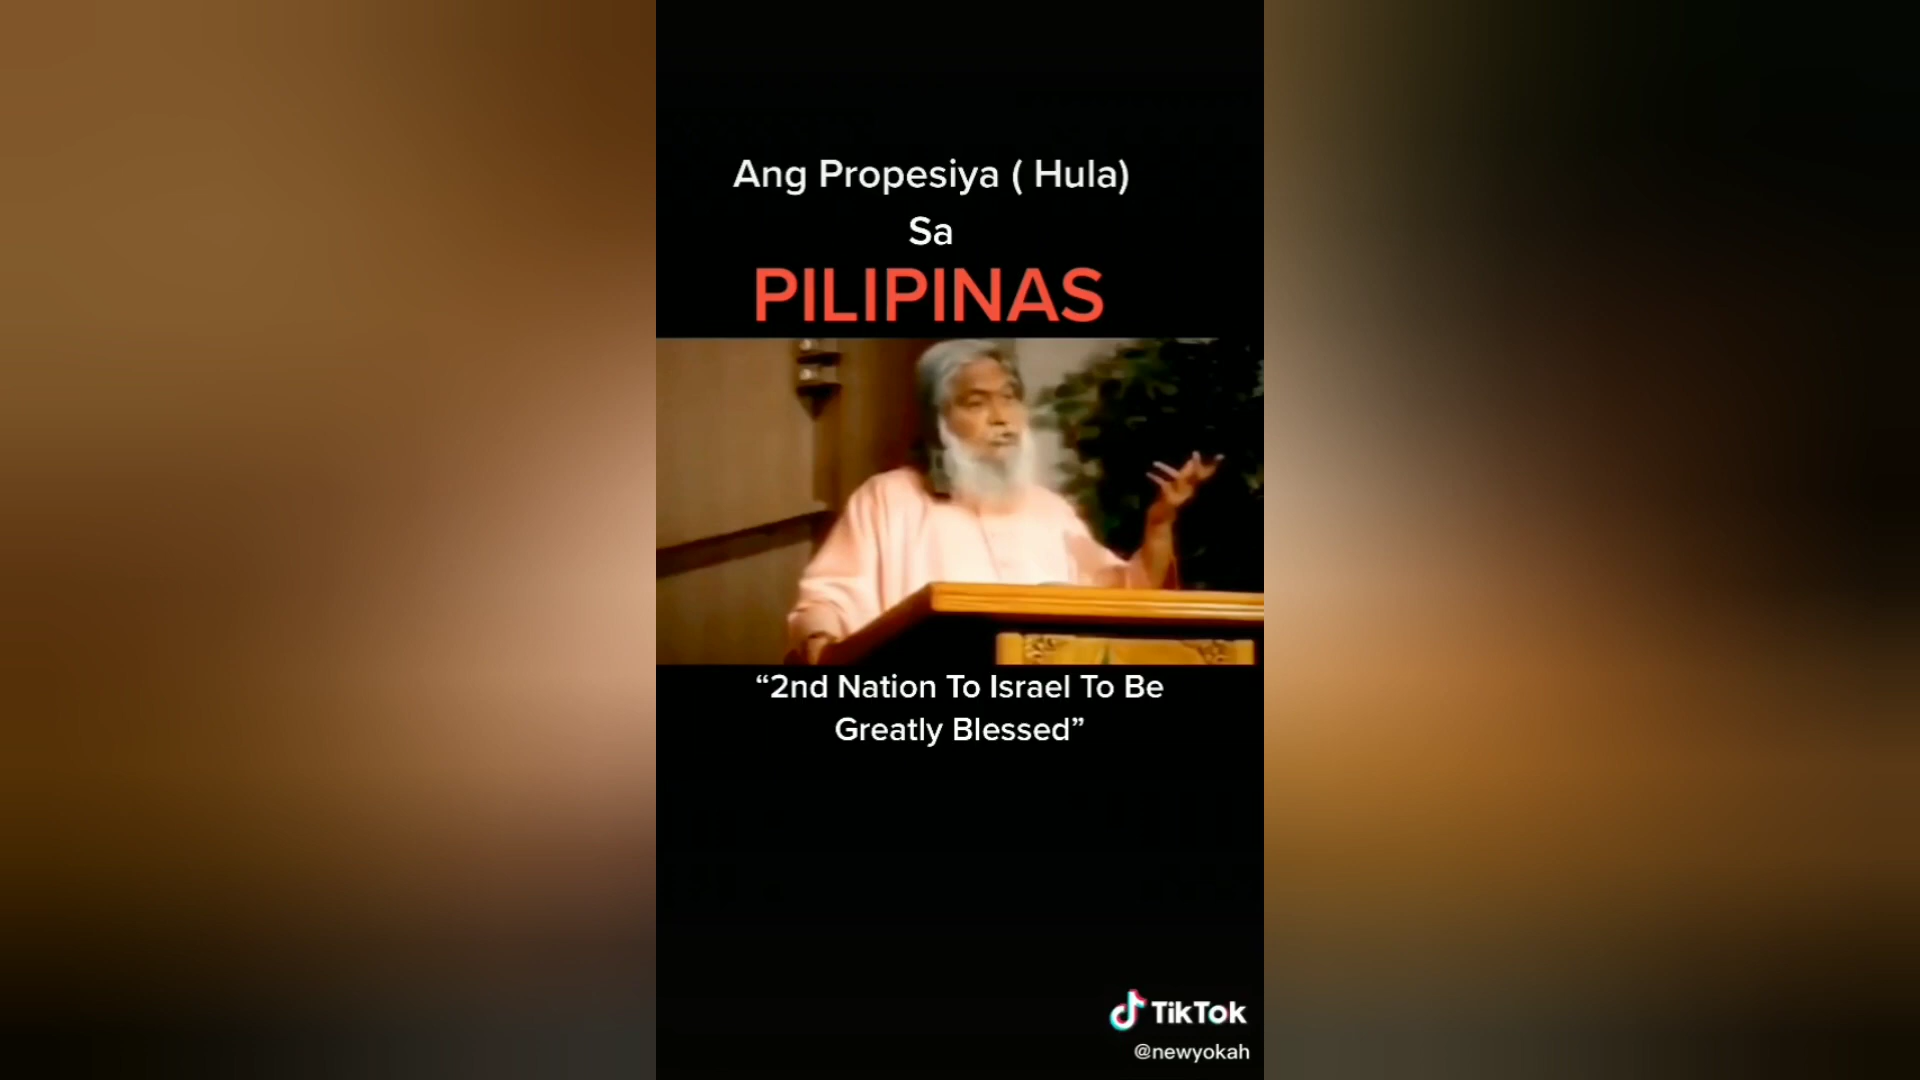 Ang Propesiya ( Hula)
Sa
PILIPINAS
“2nd Nation To Israel To Be
Greatly Blessed”
TikTok
@newyokah